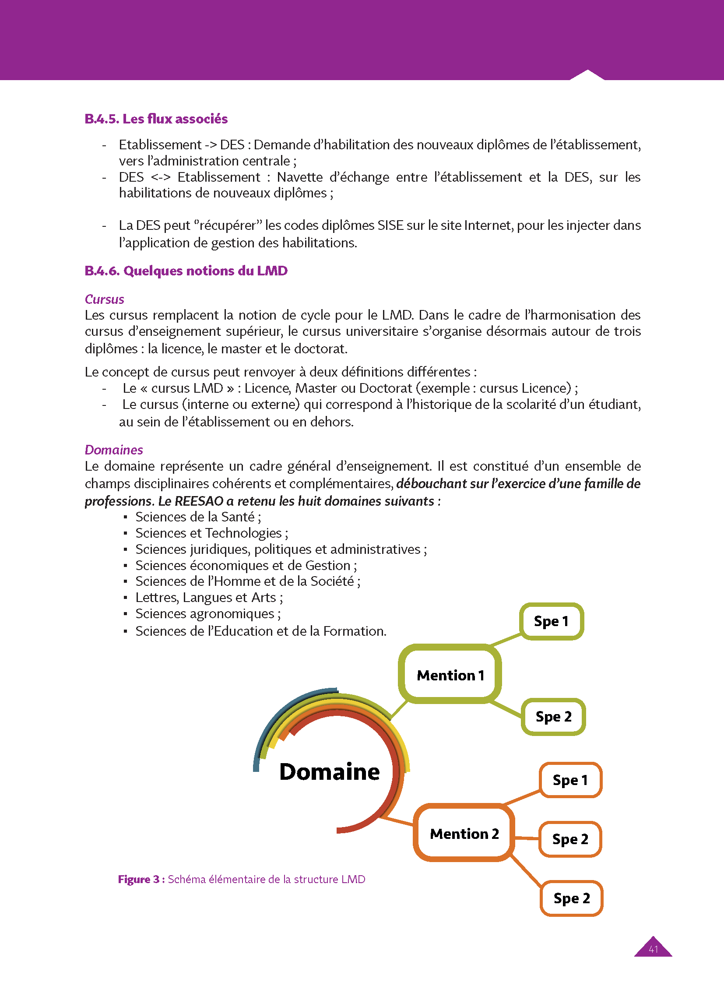 B.4.5. Les flux associés
- Etablissement -> DES : Demande d’habilitation des nouveaux diplômes de l’établissement,
vers l’administration centrale ;
- DES <-> Etablissement : Navette d’échange entre l’établissement et la DES, sur les
habilitations de nouveaux diplômes ;
- La DES peut “récupérer” les codes diplômes SISE sur le site Internet, pour les injecter dans
l’application de gestion des habilitations.
B.4.6. Quelques notions du LMD
Cursus
Les cursus remplacent la notion de cycle pour le LMD. Dans le cadre de l’harmonisation des
cursus d’enseignement supérieur, le cursus universitaire s’organise désormais autour de trois
diplômes : la licence, le master et le doctorat.
Le concept de cursus peut renvoyer à deux définitions différentes :
- Le « cursus LMD » : Licence, Master ou Doctorat (exemple : cursus Licence) ;
- Le cursus (interne ou externe) qui correspond à l’historique de la scolarité d’un étudiant,
au sein de l’établissement ou en dehors.
Domaines
Le domaine représente un cadre général d’enseignement. Il est constitué d’un ensemble de
champs disciplinaires cohérents et complémentaires, débouchant sur l’exercice d’une famille de
professions. Le REESAO a retenu les huit domaines suivants :
▪ Sciences de la Santé ;
▪ Sciences et Technologies ;
▪ Sciences juridiques, politiques et administratives ;
▪ Sciences économiques et de Gestion ;
▪ Sciences de l’Homme et de la Société ;
▪ Lettres, Langues et Arts ;
▪ Sciences agronomiques ;
▪ Sciences de l’Education et de la Formation.
Spe 1
Mention 1
Spe 2
Domaine
Spe 1
Mention 2
Spe 2
Spe 2
Figure 3 : Schéma élémentaire de la structure LMD
41